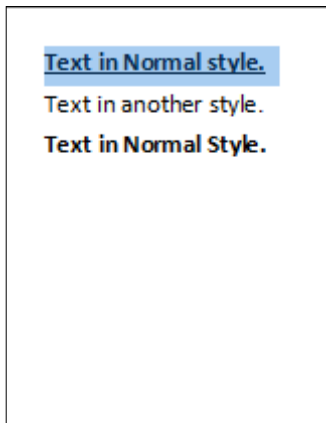 Text in Normal style.
Text in another style.
Text in Normal Style.